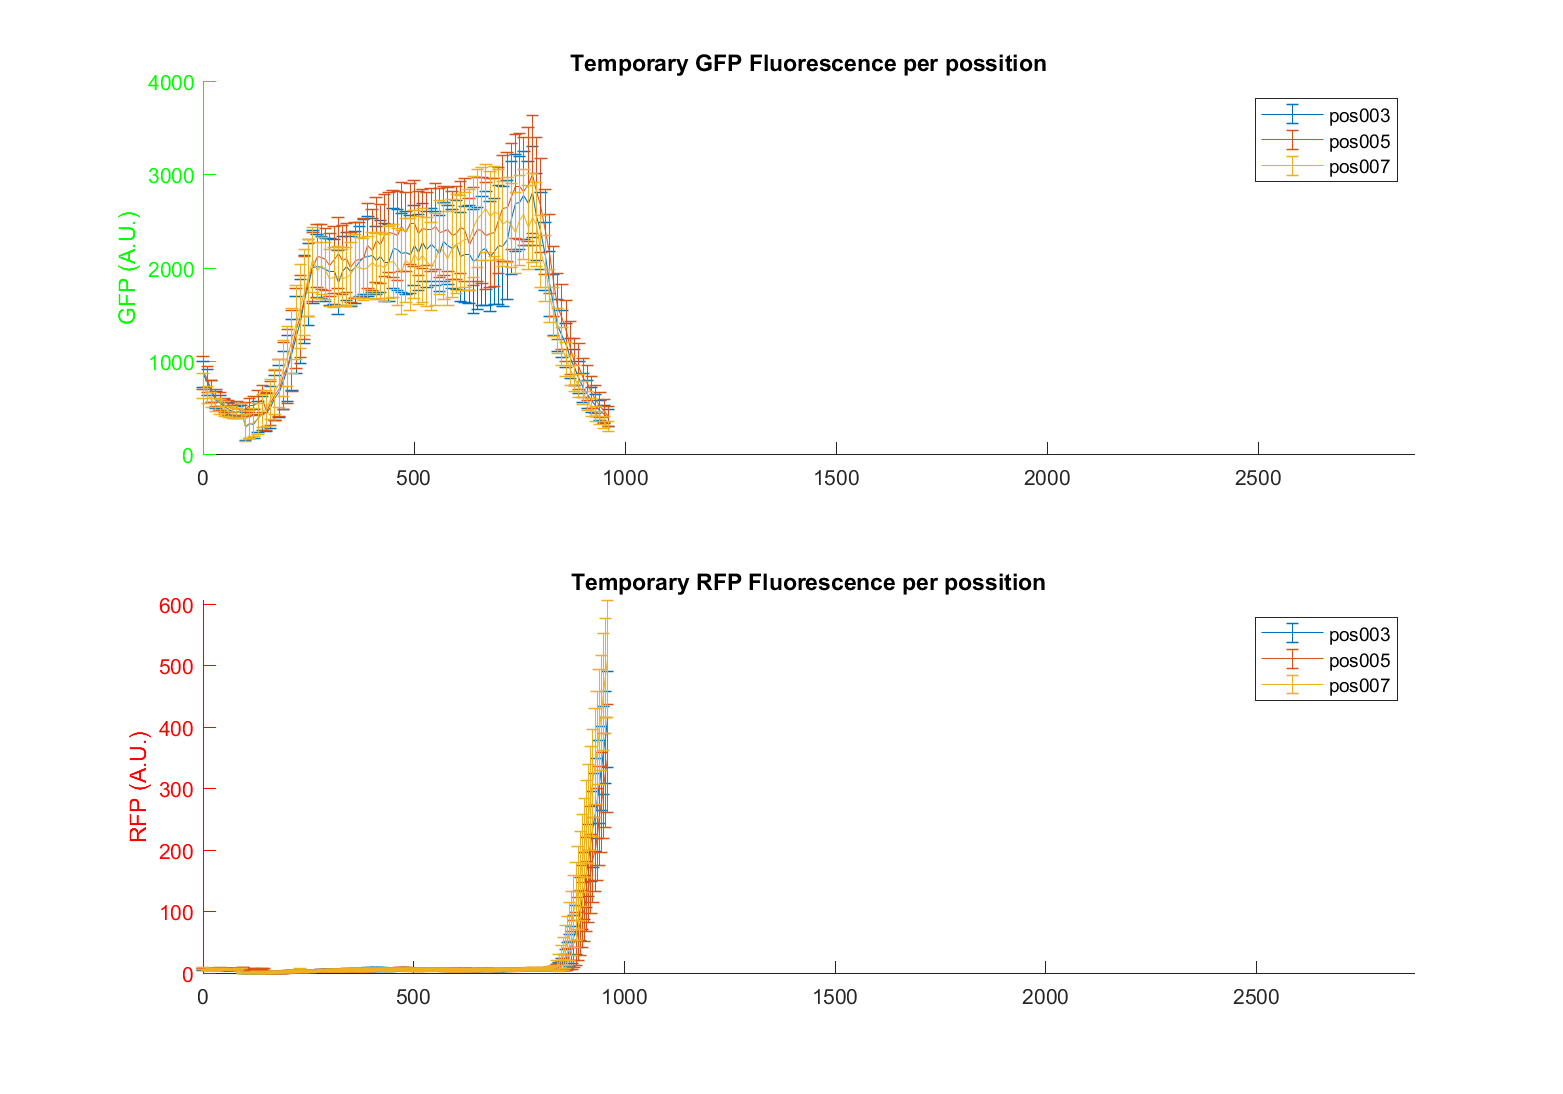 Temporary GFP Fluorescence per possition
4000
3000
2000
1000
0
GFP (A.U.)
0 500 1000 1500 2000 2500
pos003
pos005
pos007
Temporary RFP Fluorescence per possition
600
500
400
300
200
100
0
RFP (A.U.)
0 500 1000 1500 2000 2500
pos003
pos005
pos007